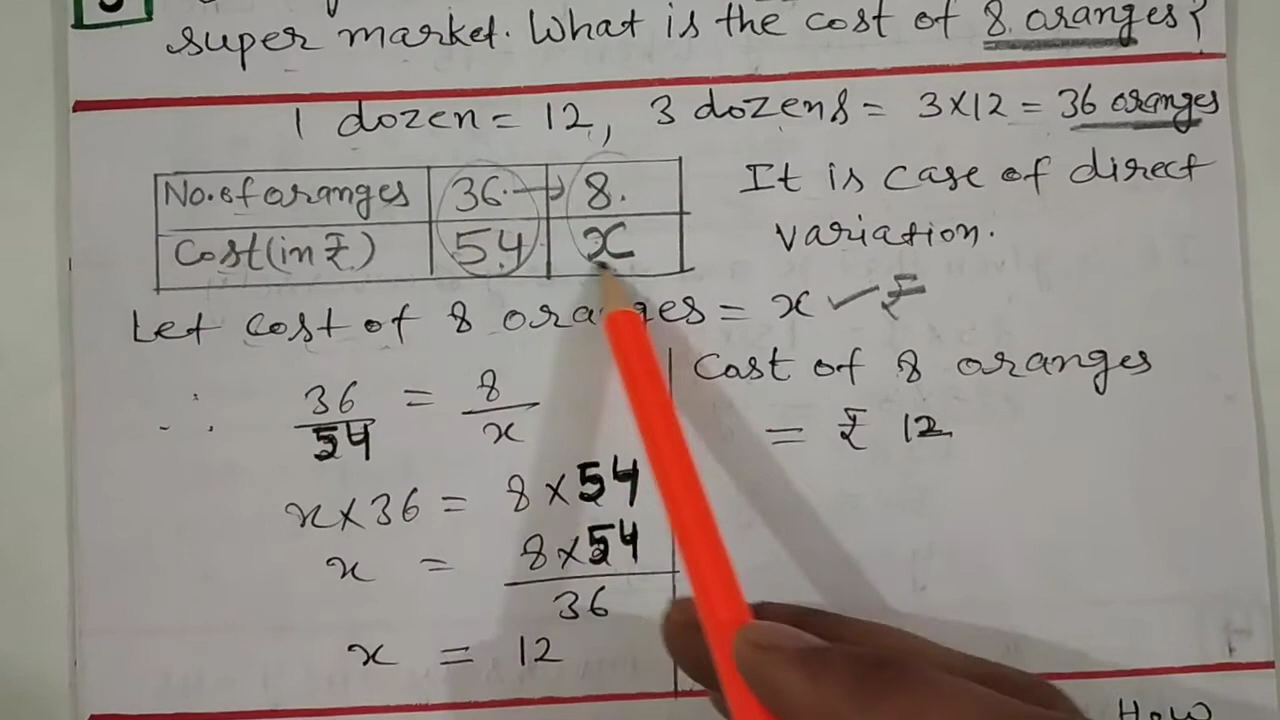 super market. What is the cost of 8 oranges?
1 dozen = 12, 3 dozens = 3×12 = 36 oranges
No. of oranges 36 → 8.
Cost (in ₹) 54 x
It is case of direct
variation.
Let cost of 8 oranges = x ✓ ₹
∴ 36/54 = 8/x
x × 36 = 8 × 54
x = 8 × 54 / 36
x = 12
Cost of 8 oranges
= ₹ 12
How